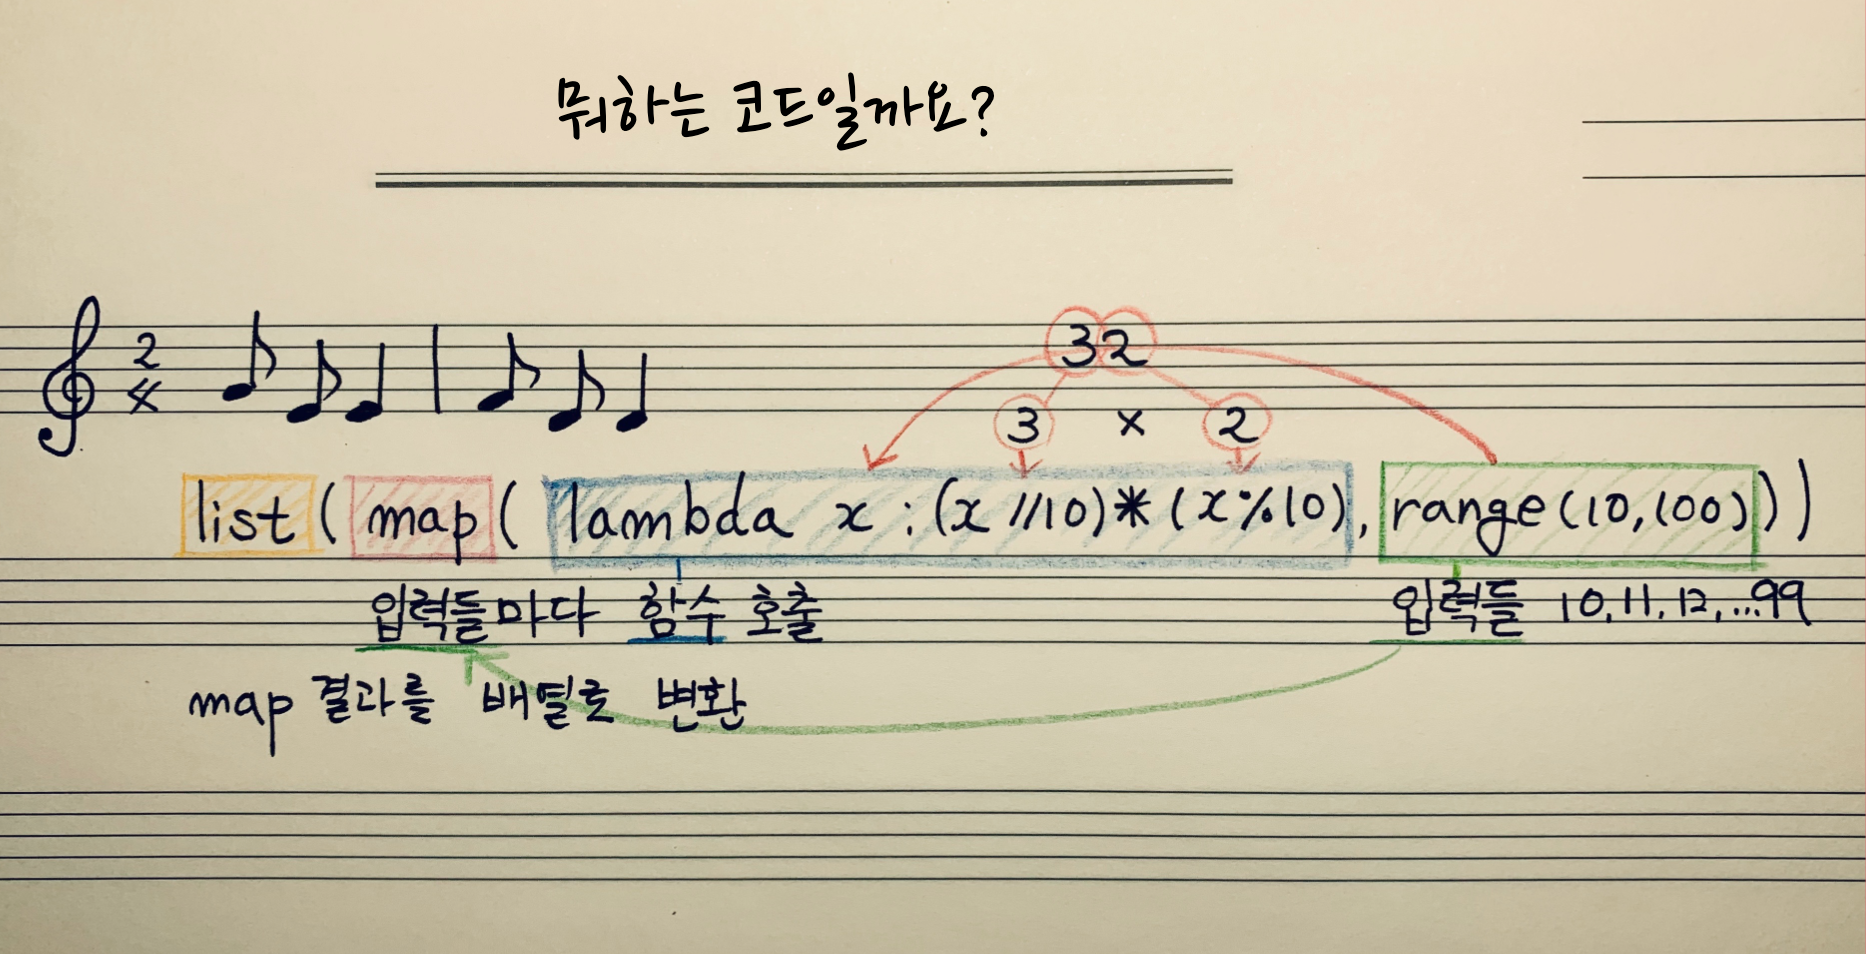 뭐하는 코드일까요?
2
4
32
3 × 2
list(map(lambda x:(x//10)*(x%10), range(10,100)))
입력들마다 함수 호출
입력들 10,11,12,...99
map 결과를 배열로 변환